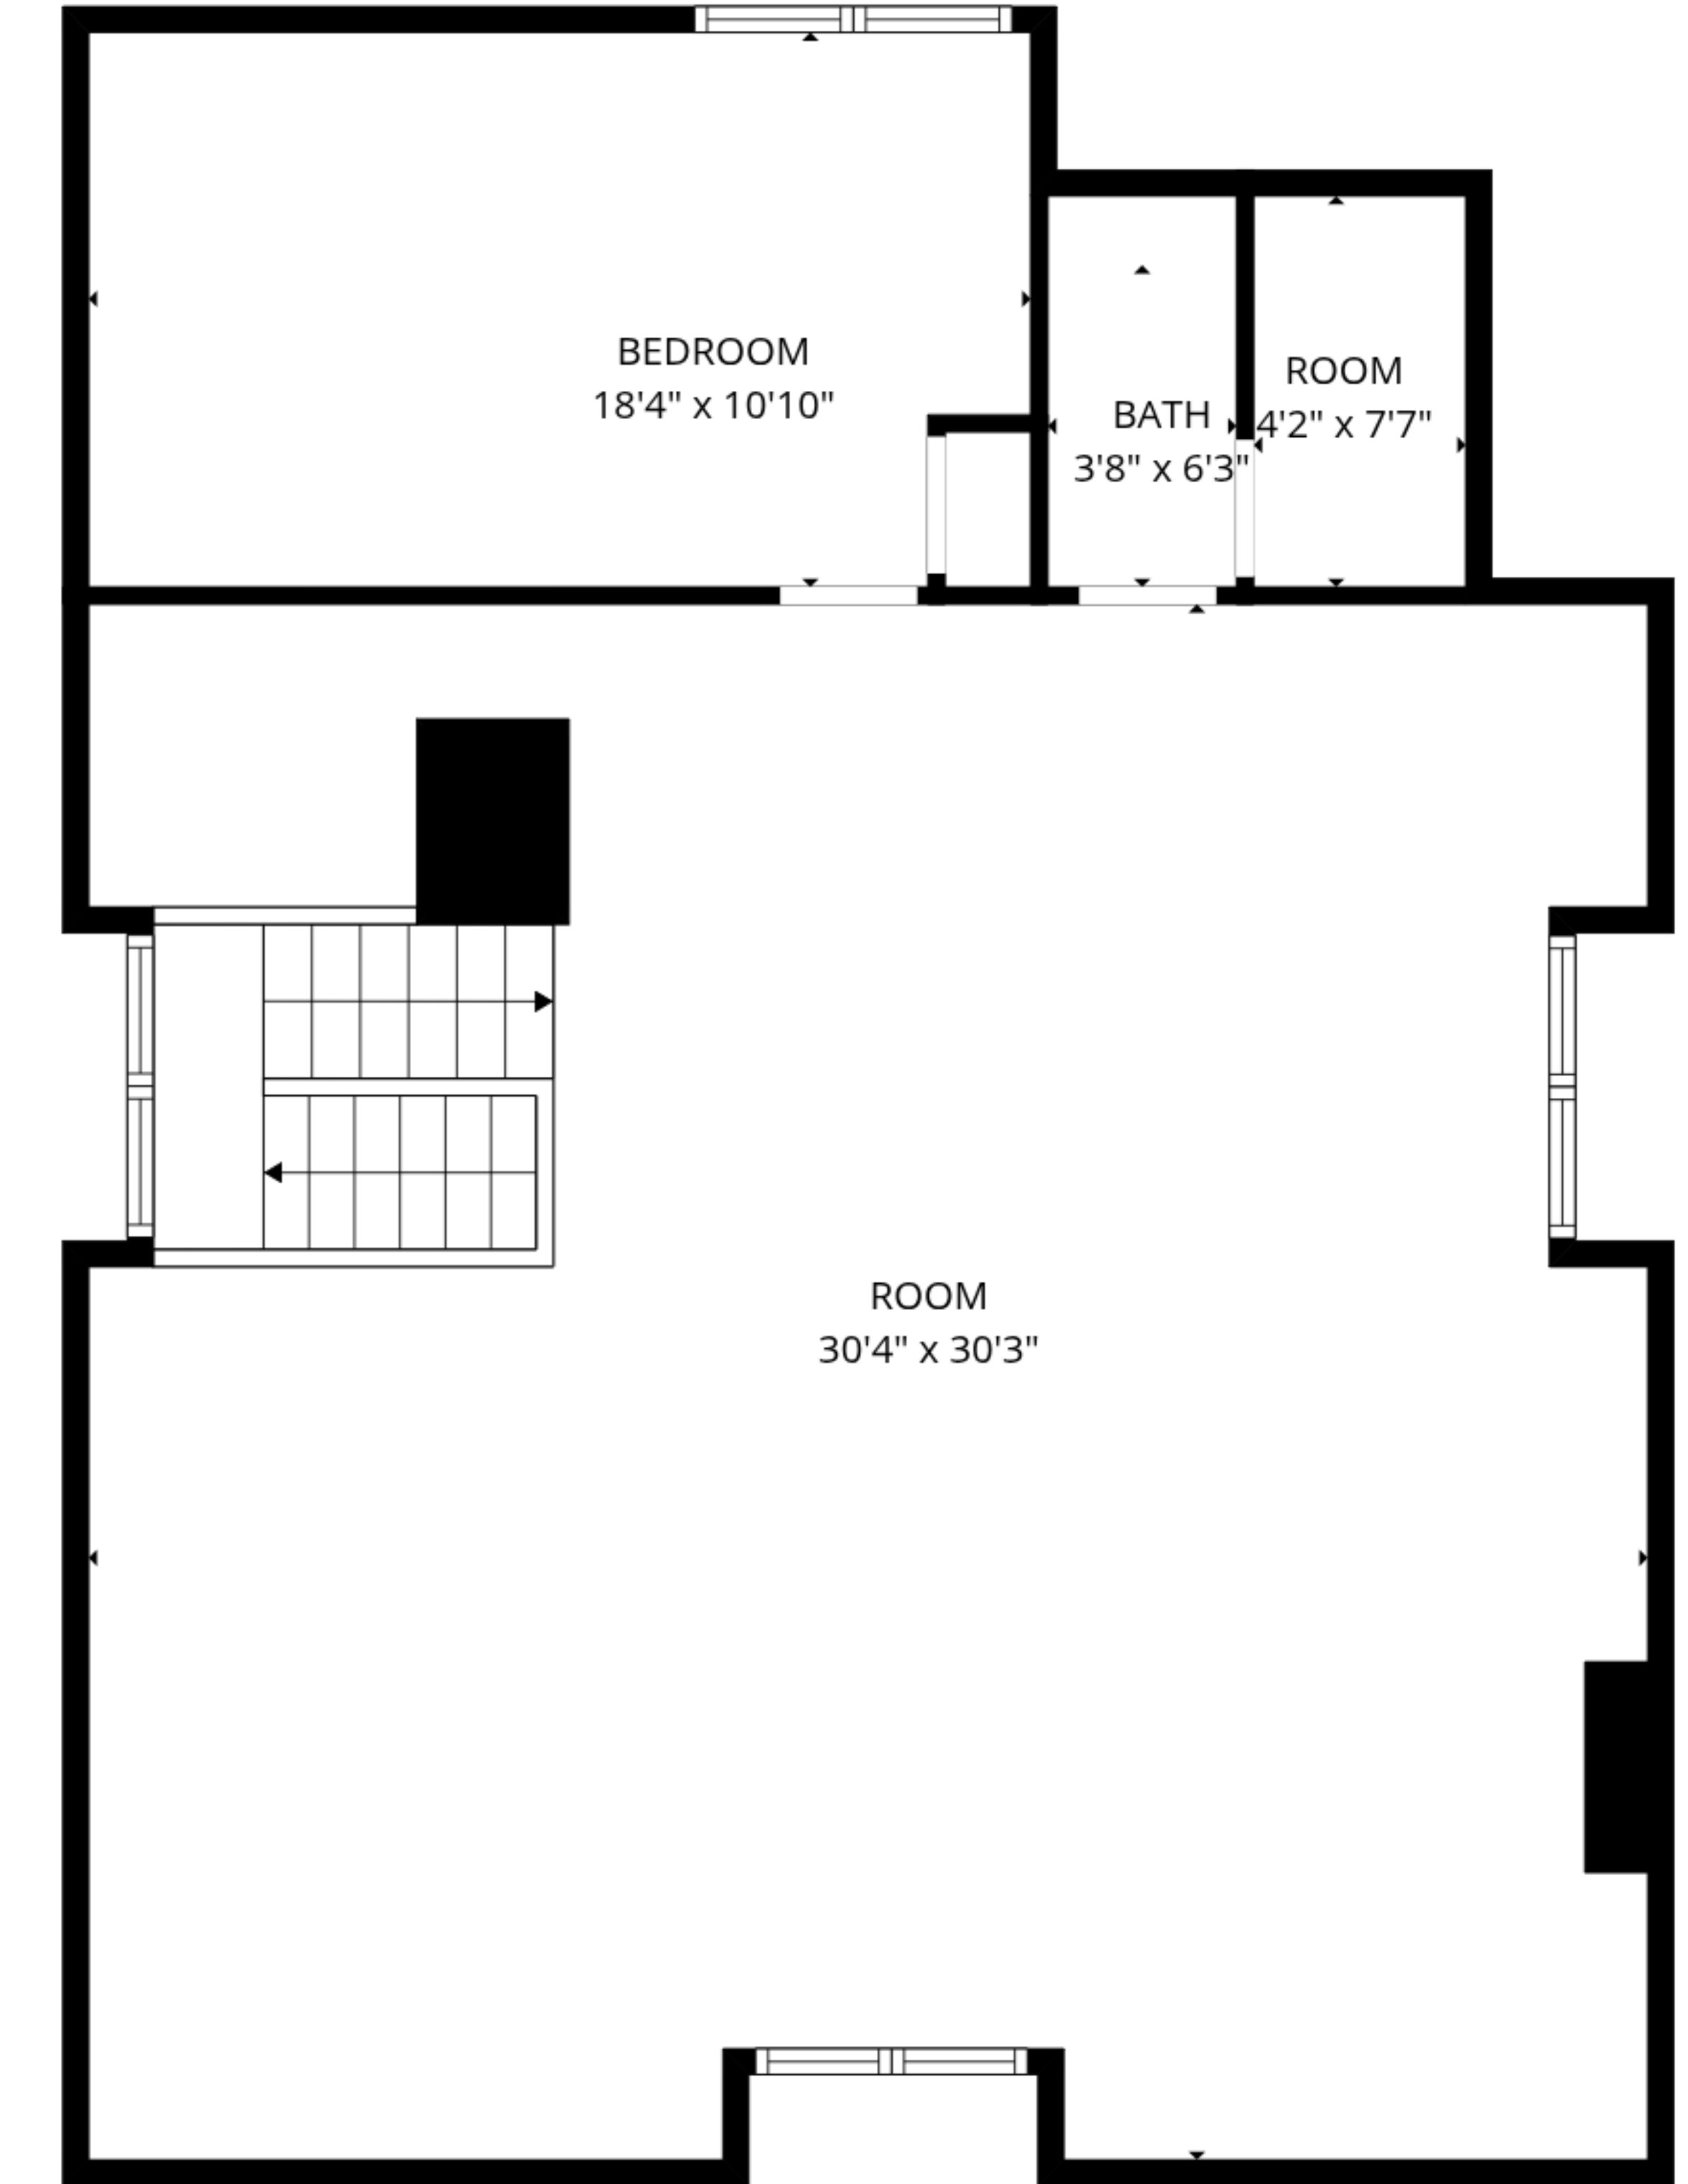 BEDROOM
18'4" x 10'10"
ROOM
4'2" x 7'7"
BATH
3'8" x 6'3"
ROOM
30'4" x 30'3"